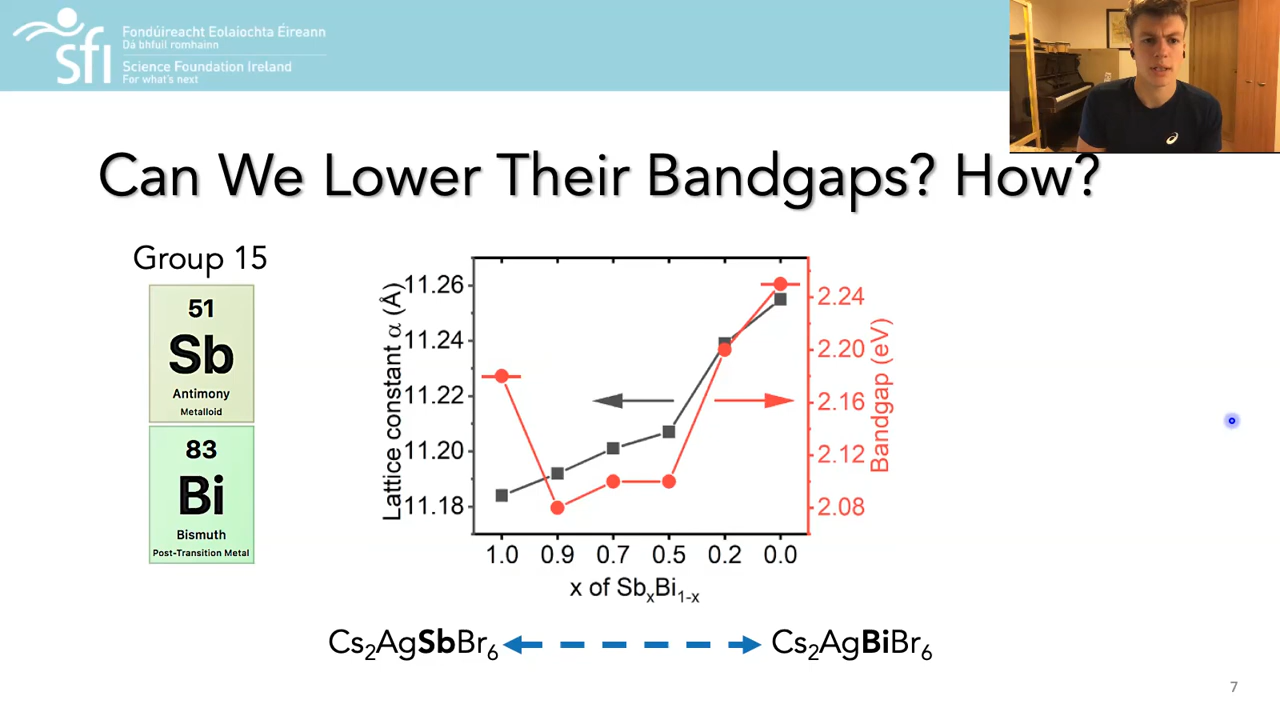 sfi
Fondúireacht Eolaíochta Éireann
Dá bhfuil romhainn
Science Foundation Ireland
For what's next
Can We Lower Their Bandgaps? How?
Group 15
51
Sb
Antimony
Metalloid
83
Bi
Bismuth
Post-Transition Metal
Lattice constant α (Å)
11.26
11.24
11.22
11.20
11.18
2.24
2.20
2.16
2.12
2.08
Bandgap (eV)
1.0 0.9 0.7 0.5 0.2 0.0
x of SbₓBi₁₋ₓ
Cs₂AgSbBr₆ Cs₂AgBiBr₆
7